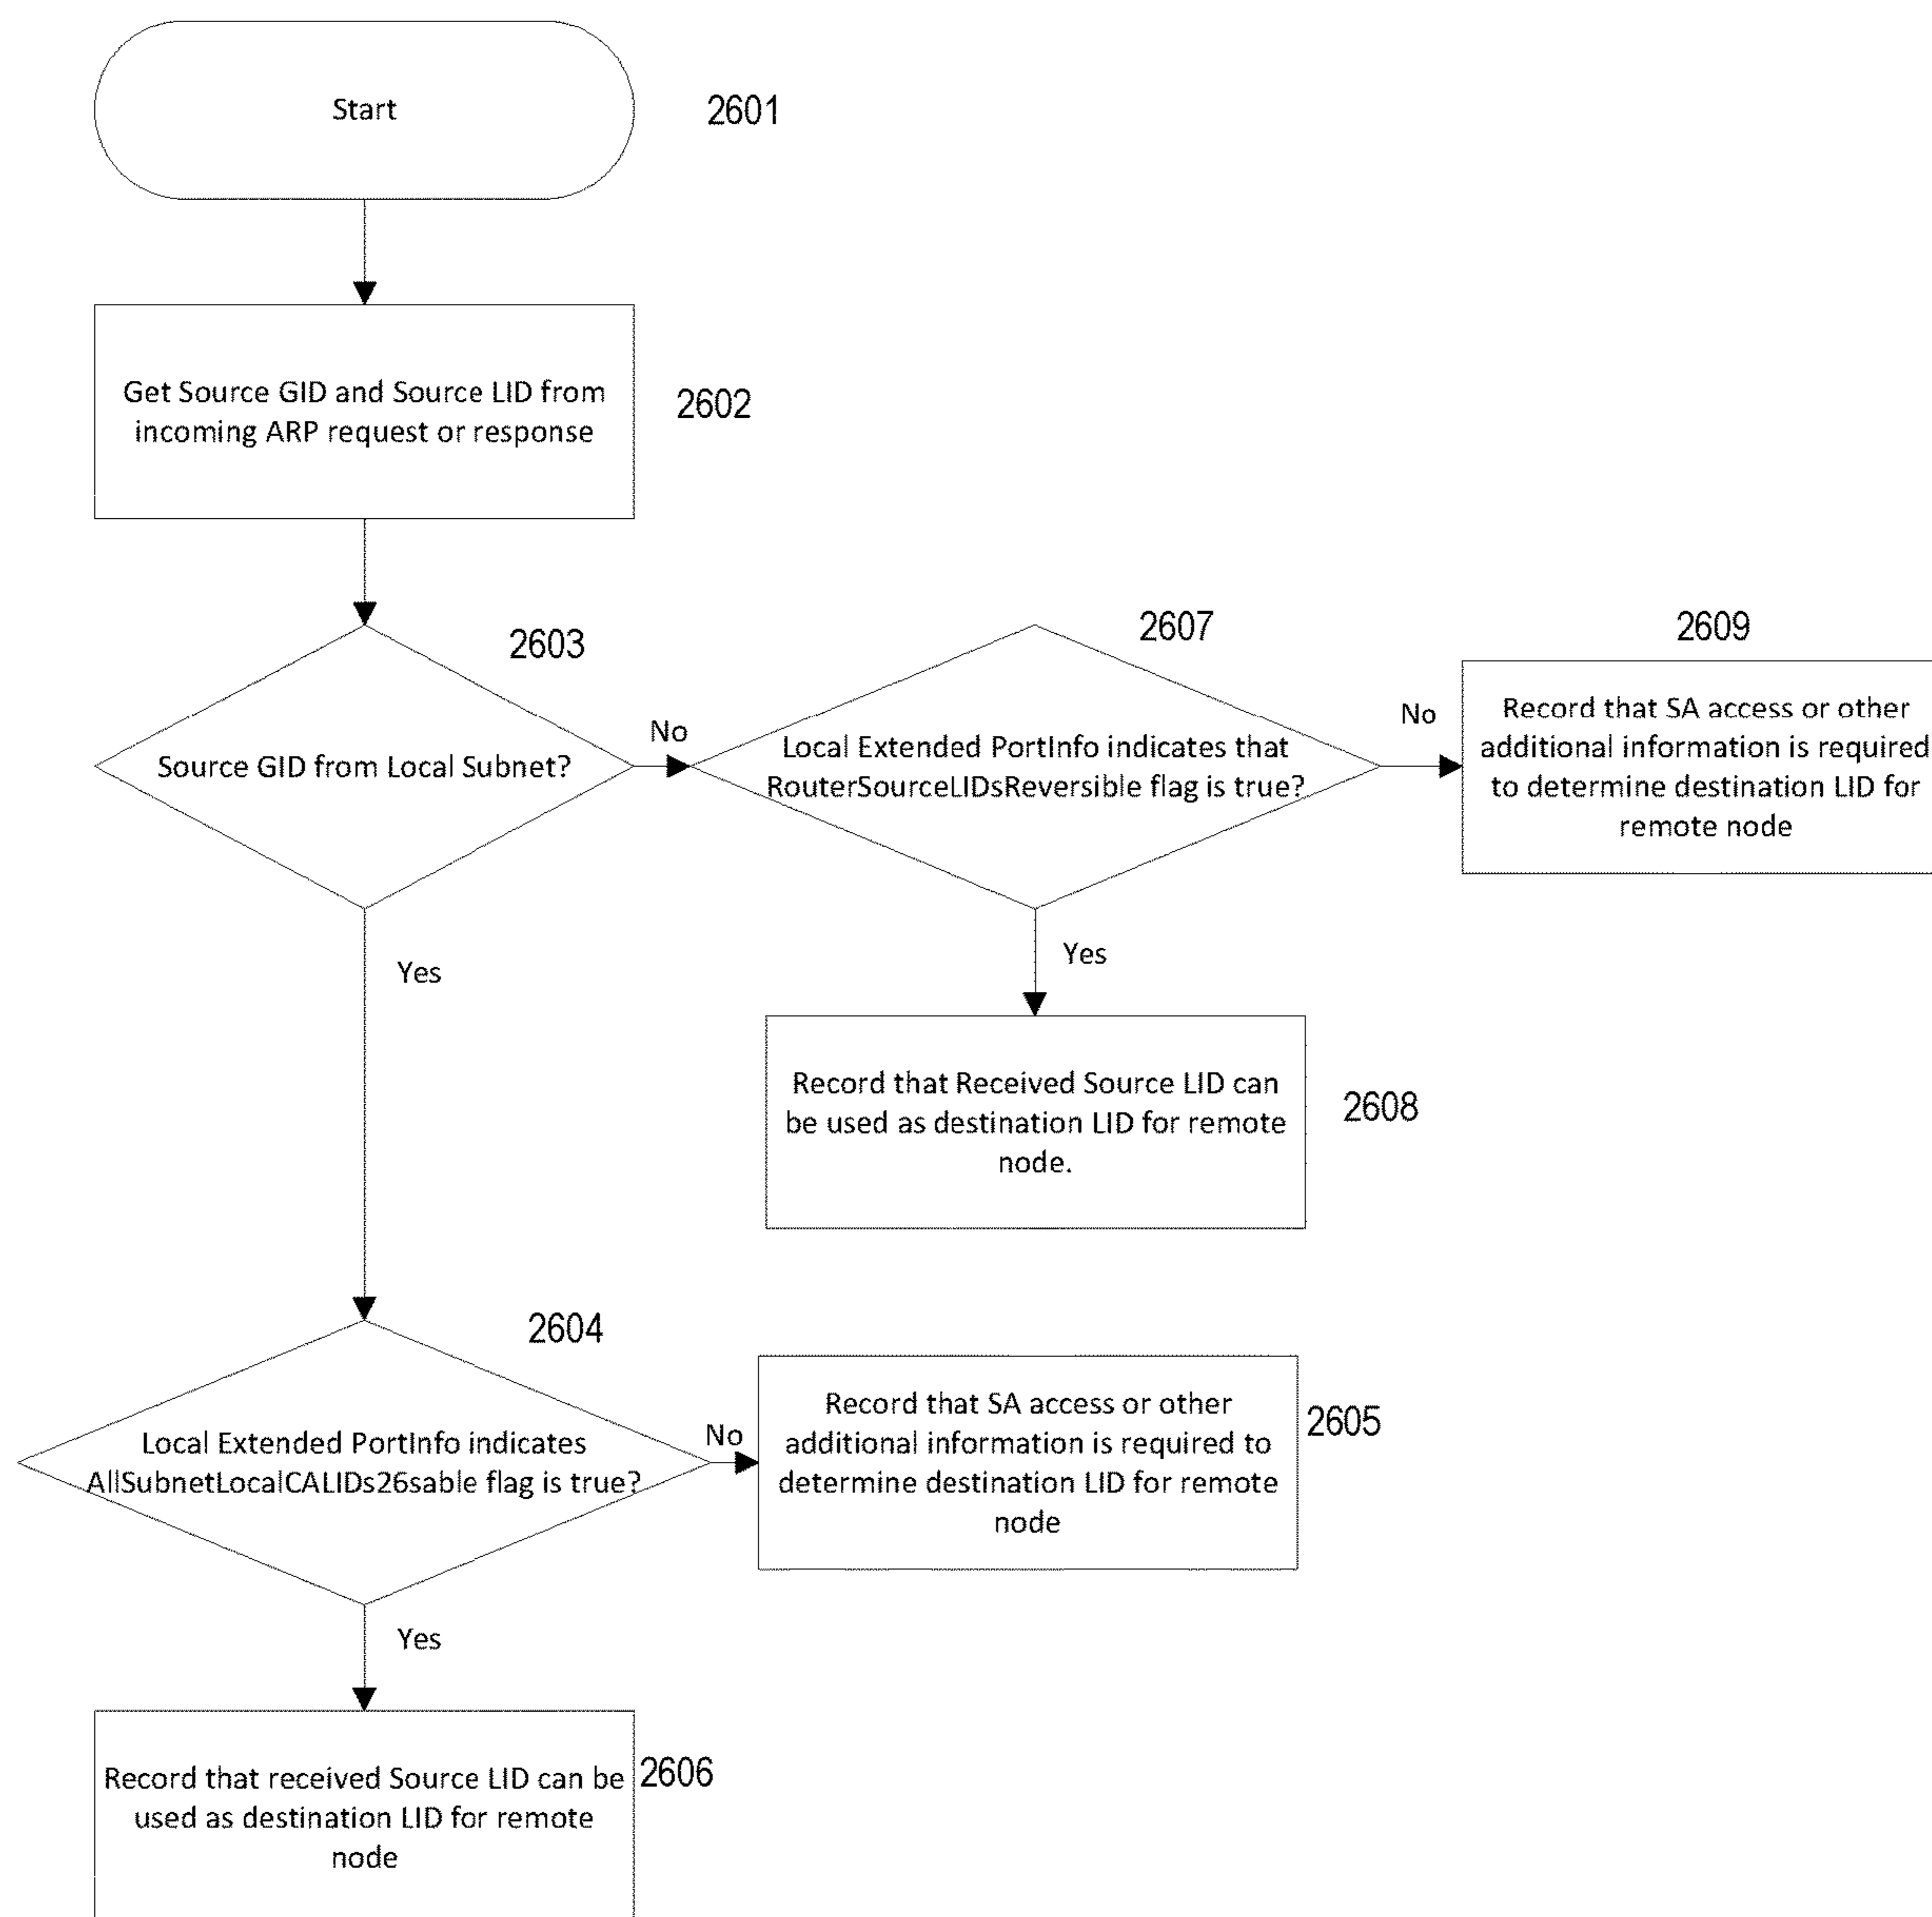 Start
2601
Get Source GID and Source LID from
incoming ARP request or response
2602
2603
Source GID from Local Subnet?
No
2607
Local Extended PortInfo indicates that
RouterSourceLIDsReversible flag is true?
No
2609
Record that SA access or other
additional information is required
to determine destination LID for
remote node
Yes
Yes
Record that Received Source LID can
be used as destination LID for remote
node.
2608
2604
Local Extended PortInfo indicates
AllSubnetLocalCALIDs26sable flag is true?
No
Record that SA access or other
additional information is required to
determine destination LID for remote
node
2605
Yes
Record that received Source LID can be
used as destination LID for remote
node
2606